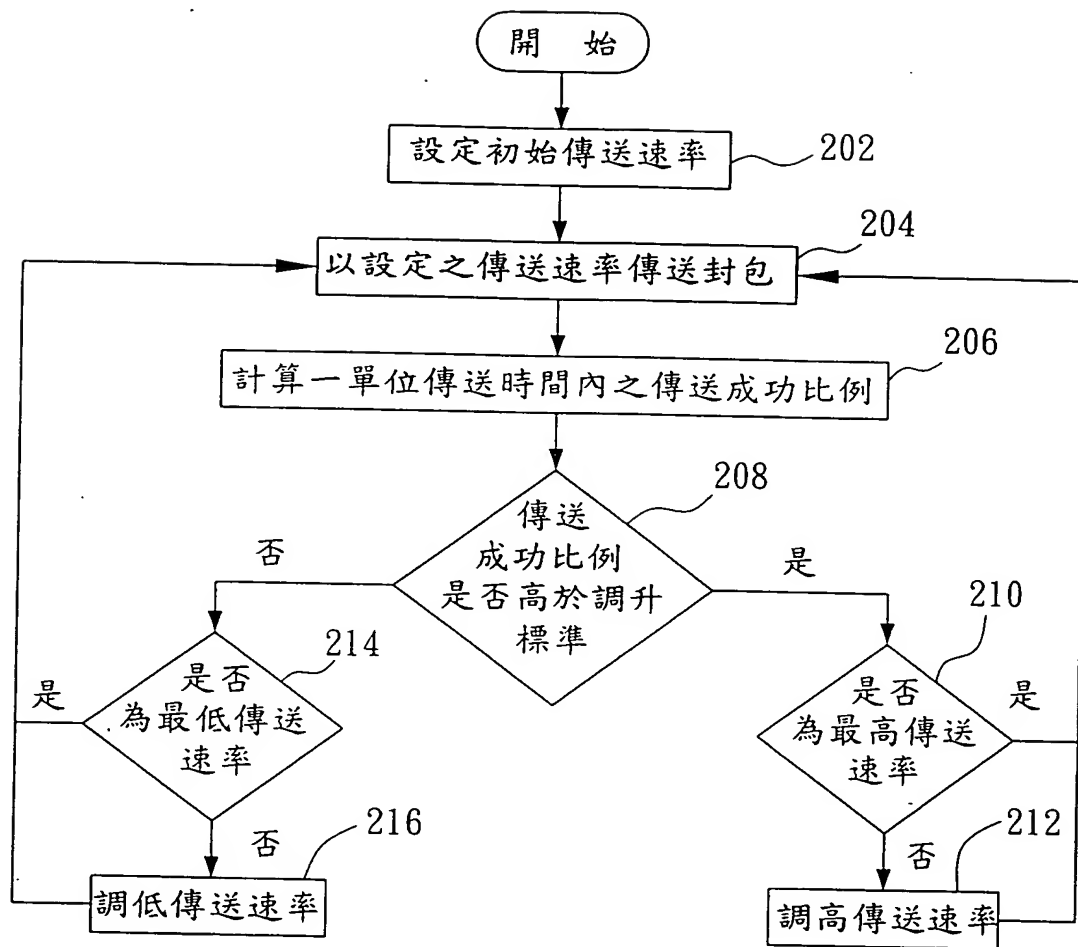 開 始
設定初始傳送速率
202
以設定之傳送速率傳送封包
204
計算一單位傳送時間內之傳送成功比例
206
傳送
成功比例
是否高於調升
標準
208
否
是
是否
為最低傳送
速率
214
是
否
調低傳送速率
216
是否
為最高傳送
速率
210
是
否
調高傳送速率
212